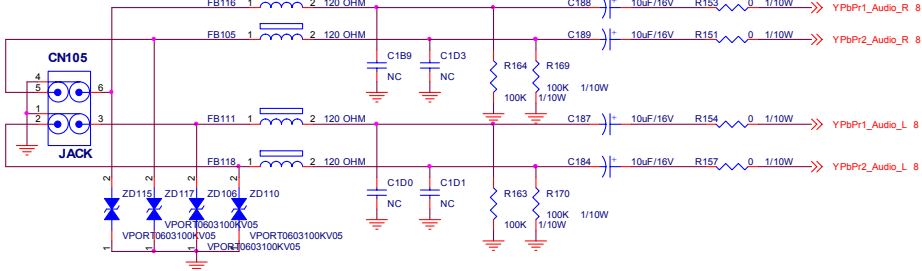 FB116 1 2 120 OHM C188 10uF/16V R153 0 1/10W YPbPr1_Audio_R 8
FB105 1 2 120 OHM C189 10uF/16V R151 0 1/10W YPbPr2_Audio_R 8
CN105
C1B9 C1D3
NC NC
R164 R169
100K 100K 1/10W
1/10W
4
5 6
1
2 3
JACK
FB111 1 2 120 OHM C187 10uF/16V R154 0 1/10W YPbPr1_Audio_L 8
FB118 1 2 120 OHM C184 10uF/16V R157 0 1/10W YPbPr2_Audio_L 8
2 2 2 2
ZD115 ZD117 ZD106 ZD110
C1D0 C1D1
NC NC
R163 R170
100K 100K 1/10W
1/10W
VPORT0603100KV05
VPORT0603100KV05 VPORT0603100KV05
VPORT0603100KV05
1 1 1 1